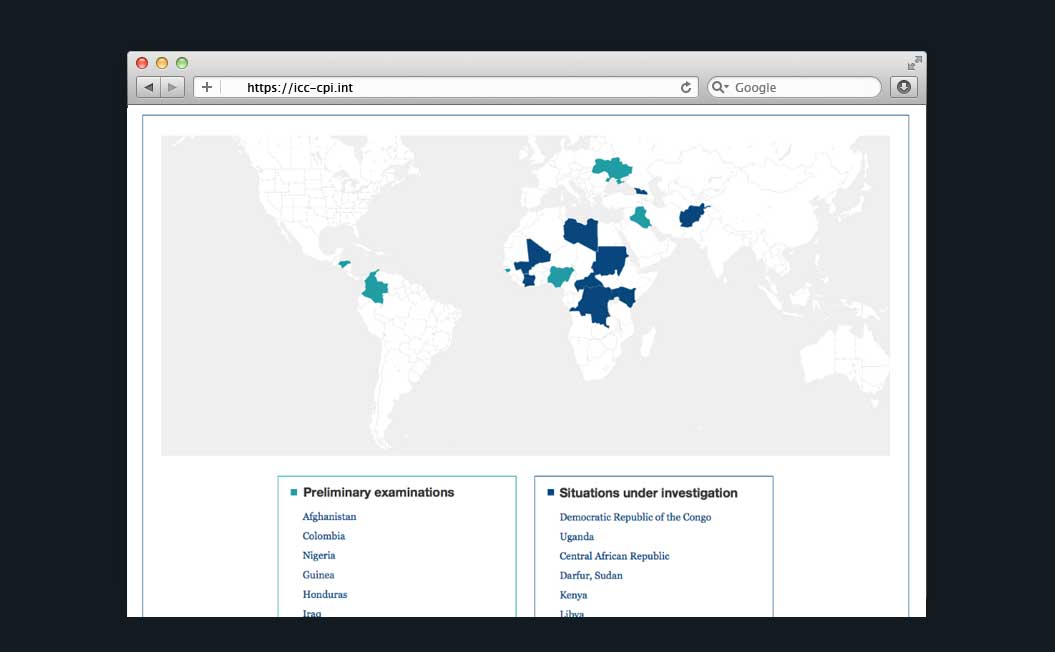 https://icc-cpi.int
Google
Preliminary examinations
Afghanistan
Colombia
Nigeria
Guinea
Honduras
Iraq
Situations under investigation
Democratic Republic of the Congo
Uganda
Central African Republic
Darfur, Sudan
Kenya
Libya